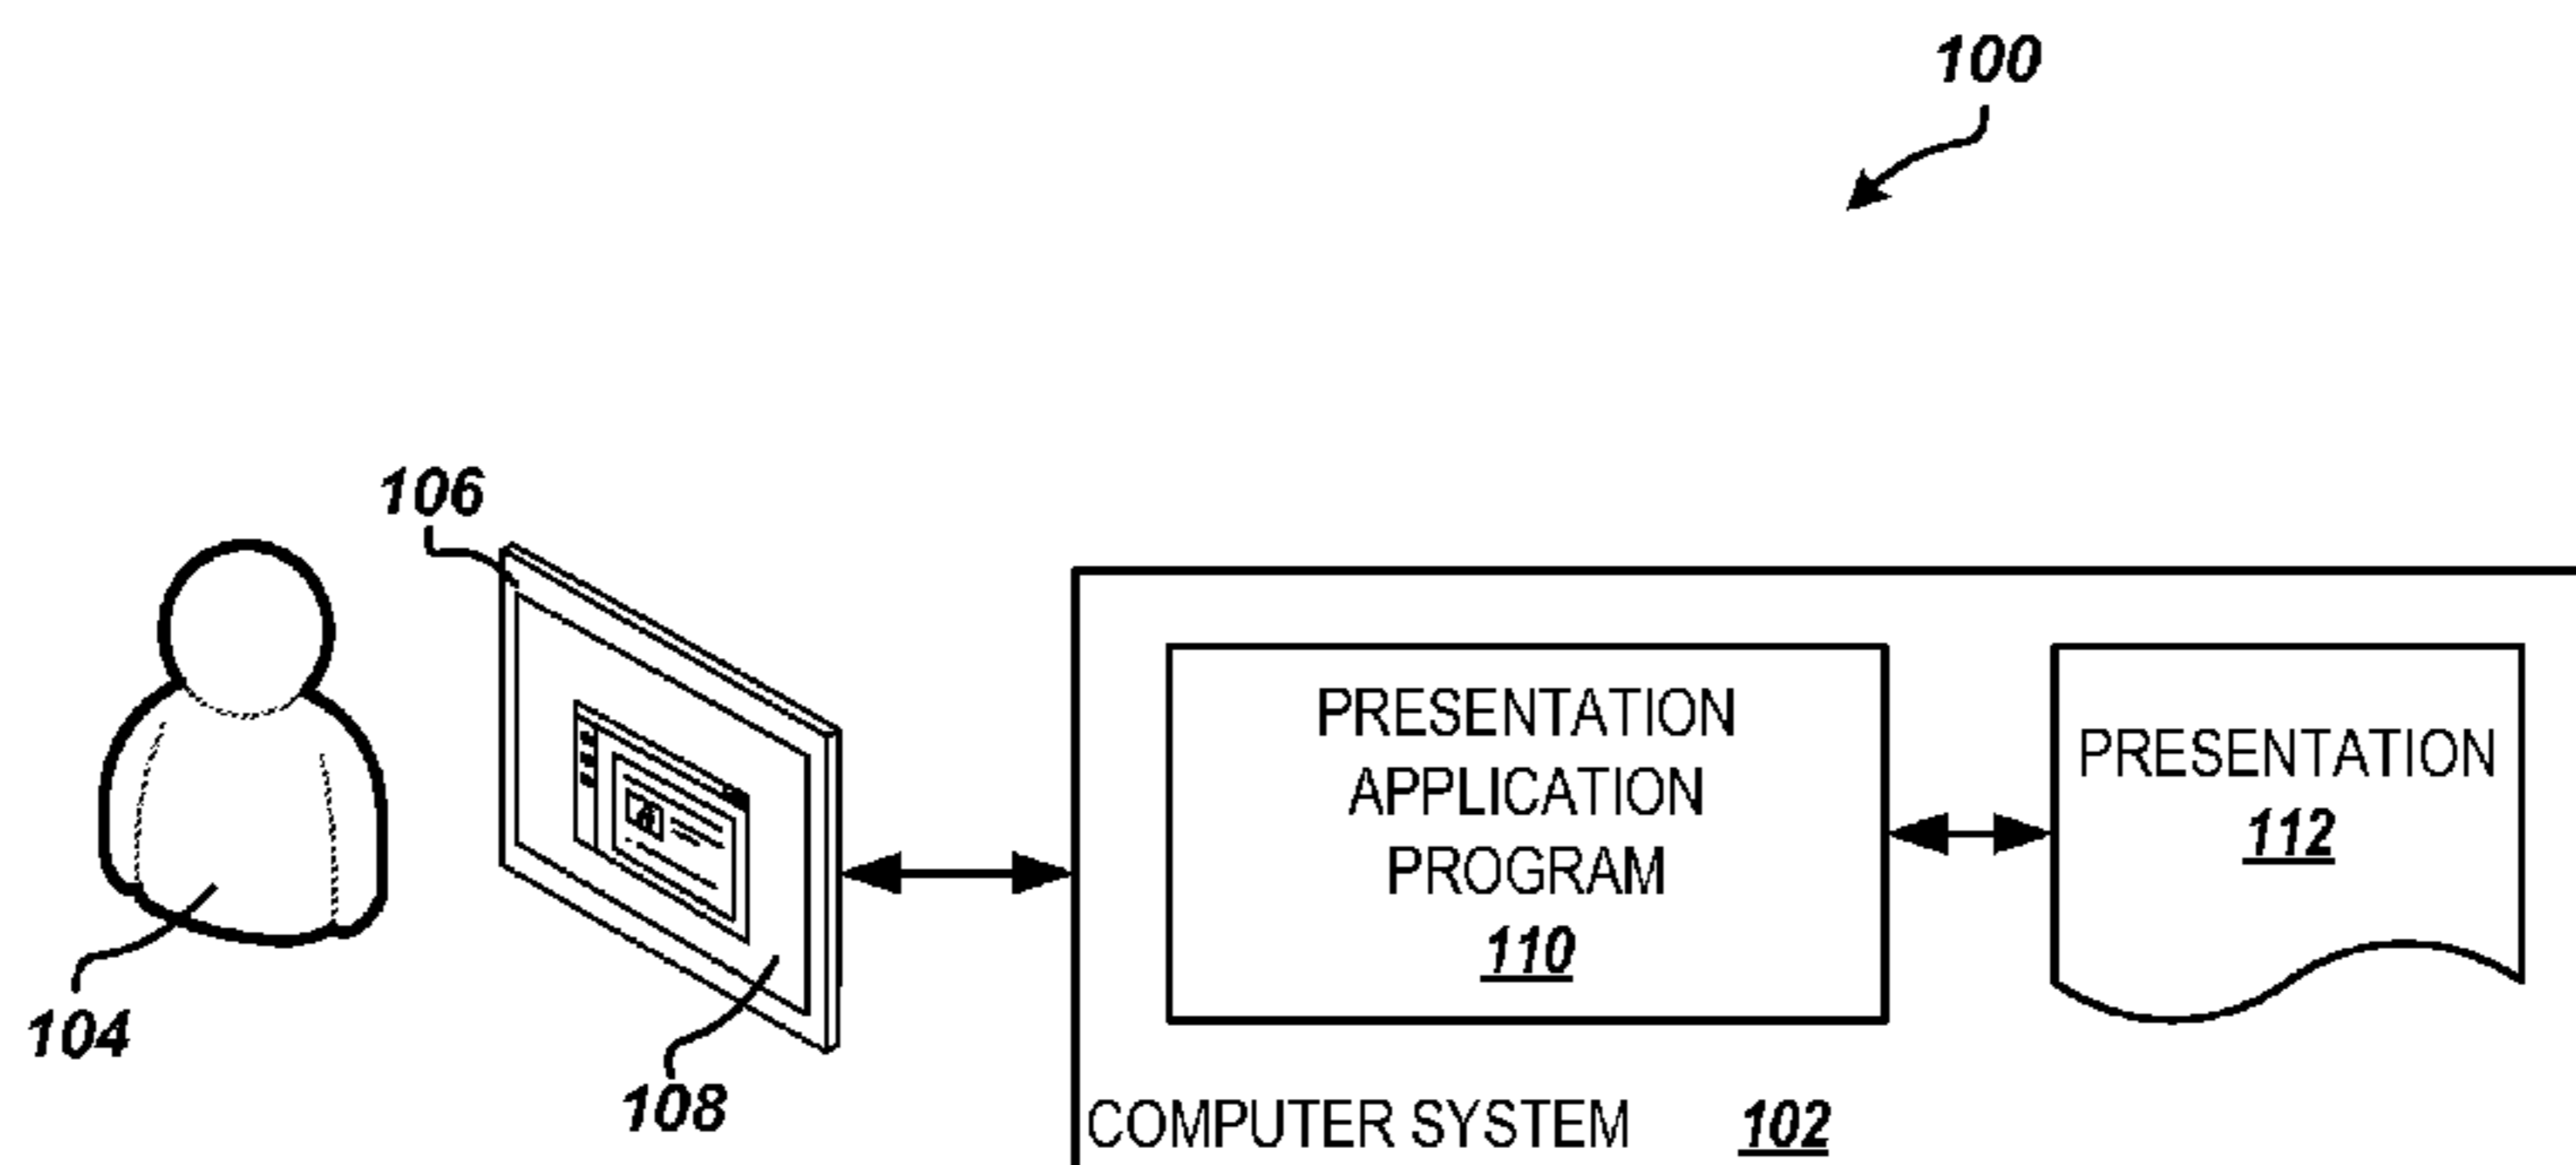 100
106
PRESENTATION
APPLICATION
PROGRAM
110
PRESENTATION
112
104
108
COMPUTER SYSTEM 102